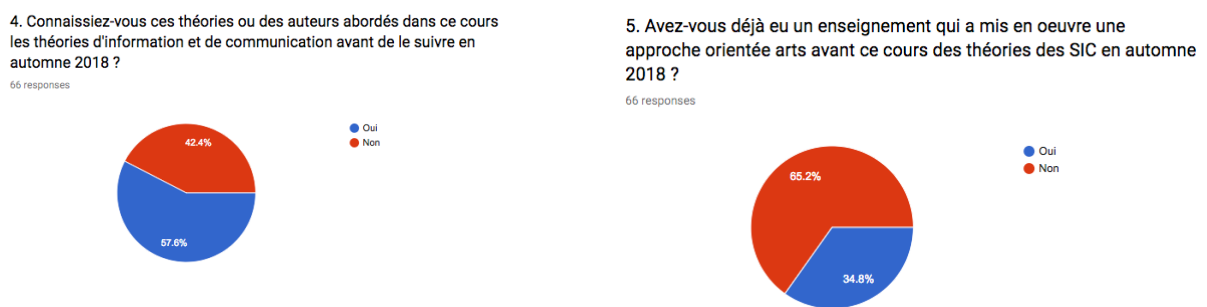 4. Connaissiez-vous ces théories ou des auteurs abordés dans ce cours
les théories d'information et de communication avant de le suivre en
automne 2018 ?
66 responses
42.4%
57.6%
Oui
Non
5. Avez-vous déjà eu un enseignement qui a mis en oeuvre une
approche orientée arts avant ce cours des théories des SIC en automne
2018 ?
66 responses
65.2%
34.8%
Oui
Non